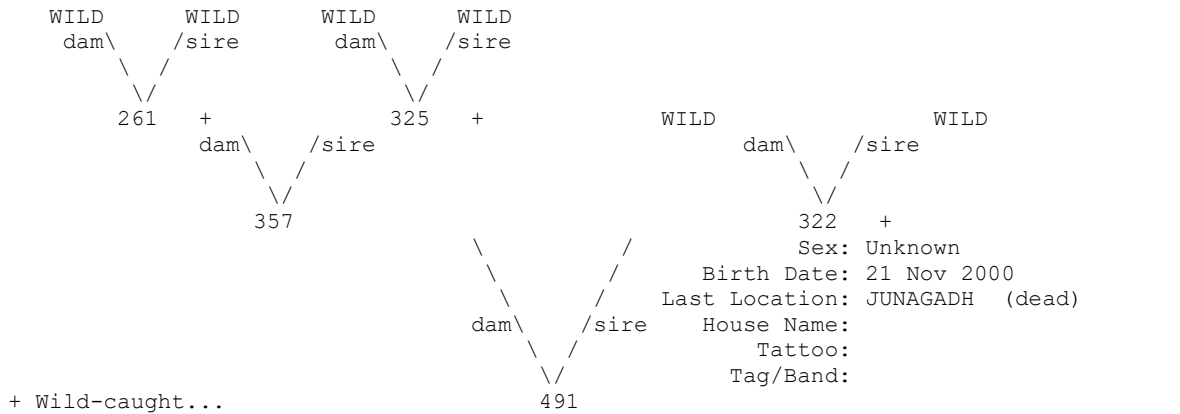 WILD WILD WILD WILD
dam\ /sire dam\ /sire
\ / \ /
\/ \/
261 + 325 + WILD WILD
dam\ /sire dam\ /sire
\ / \ /
\/ \/
357 322 +
\ / Sex: Unknown
\ / Birth Date: 21 Nov 2000
\ / Last Location: JUNAGADH (dead)
dam\ /sire House Name:
\ / Tattoo:
\/ Tag/Band:
+ Wild-caught... 491